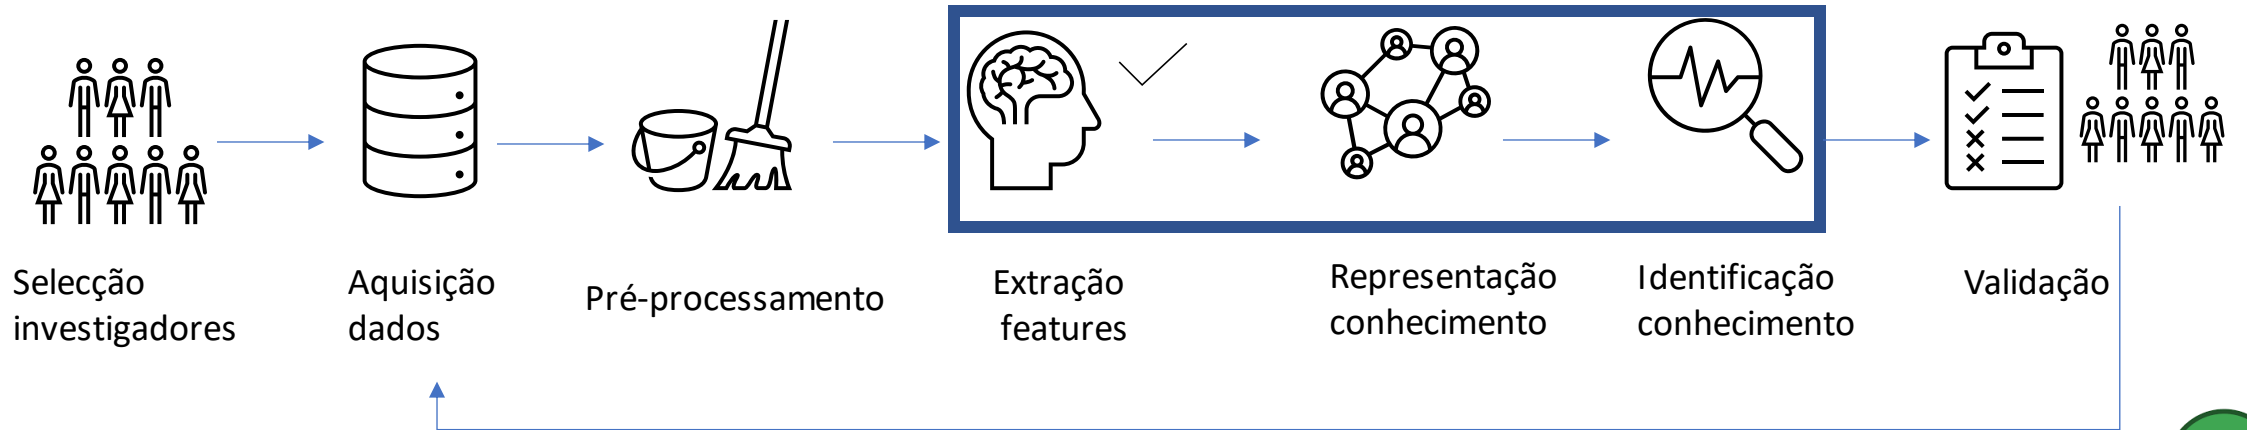 Selecção
investigadores
Aquisição
dados
Pré-processamento
Extração
features
Representação
conhecimento
Identificação
conhecimento
Validação